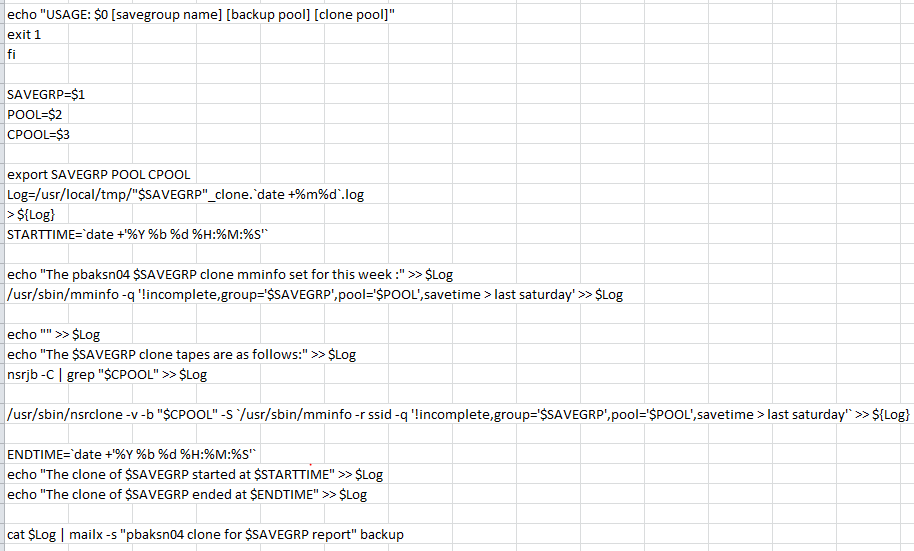 echo "USAGE: $0 [savegroup name] [backup pool] [clone pool]"
exit 1
fi
SAVEGRP=$1
POOL=$2
CPOOL=$3
export SAVEGRP POOL CPOOL
Log=/usr/local/tmp/"$SAVEGRP"_clone.`date +%m%d`.log
> ${Log}
STARTTIME=`date +'%Y %b %d %H:%M:%S'`
echo "The pbaksn04 $SAVEGRP clone mminfo set for this week :" >> $Log
/usr/sbin/mminfo -q '!incomplete,group='$SAVEGRP',pool='$POOL',savetime > last saturday' >> $Log
echo "" >> $Log
echo "The $SAVEGRP clone tapes are as follows:" >> $Log
nsrjb -C | grep "$CPOOL" >> $Log
/usr/sbin/nsrclone -v -b "$CPOOL" -S `/usr/sbin/mminfo -r ssid -q '!incomplete,group='$SAVEGRP',pool='$POOL',savetime > last saturday'` >> ${Log}
ENDTIME=`date +'%Y %b %d %H:%M:%S'`
echo "The clone of $SAVEGRP started at $STARTTIME" >> $Log
echo "The clone of $SAVEGRP ended at $ENDTIME" >> $Log
cat $Log | mailx -s "pbaksn04 clone for $SAVEGRP report" backup